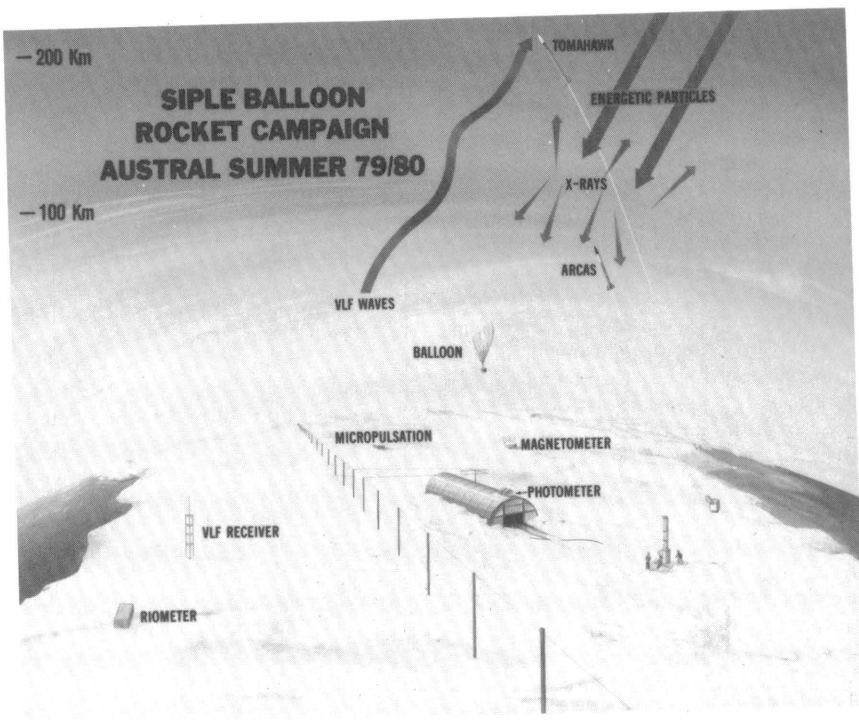 — 200 Km
TOMAHAWK
SIPLE BALLOON
ROCKET CAMPAIGN
AUSTRAL SUMMER 79/80
ENERGETIC PARTICLES
X-RAYS
— 100 Km
ARCAS
VLF WAVES
BALLOON
MICROPULSATION
MAGNETOMETER
PHOTOMETER
VLF RECEIVER
RIOMETER